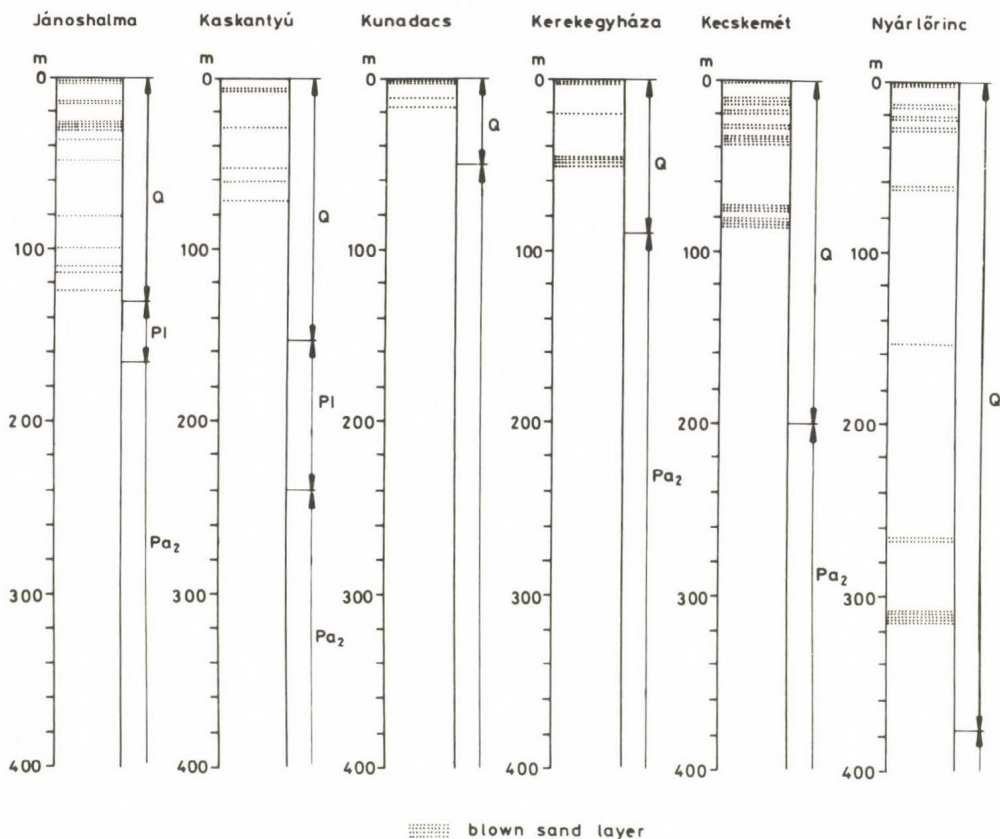 Jánoshalma
Kaskantyú
Kunadacs
Kerekegyháza
Kecskemét
Nyárlőrinc
m
0
100
200
300
400
Q
Pl
Pa₂
m
0
100
200
300
400
Q
Pl
Pa₂
m
0
100
200
300
400
Q
m
0
100
200
300
400
Q
Pa₂
m
0
100
200
300
400
Q
Pa₂
m
0
100
200
300
400
Q
blown sand layer